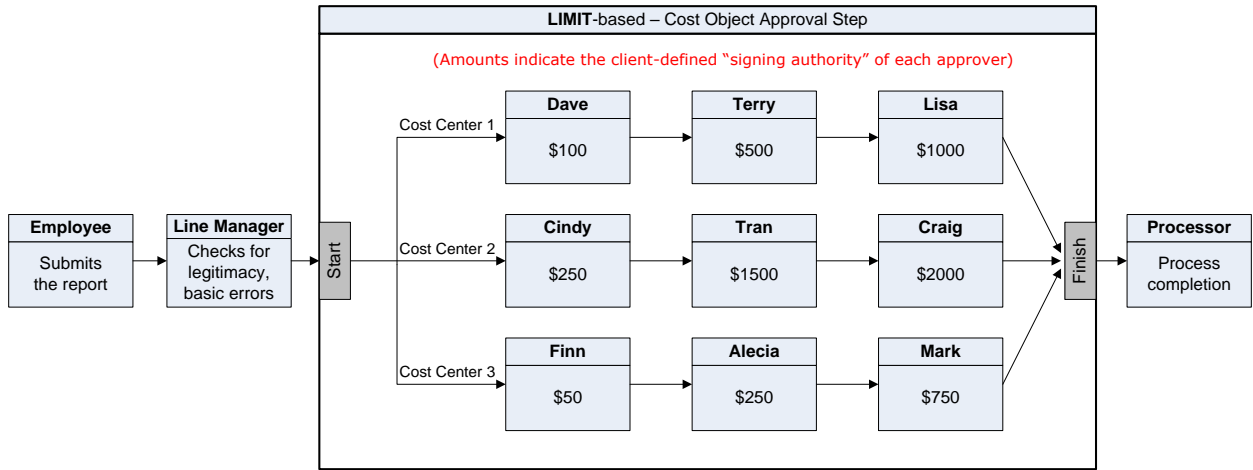 LIMIT-based – Cost Object Approval Step
(Amounts indicate the client-defined “signing authority” of each approver)
Employee
Submits
the report
Line Manager
Checks for
legitimacy,
basic errors
Start
Cost Center 1
Dave
$100
Terry
$500
Lisa
$1000
Cost Center 2
Cindy
$250
Tran
$1500
Craig
$2000
Cost Center 3
Finn
$50
Alecia
$250
Mark
$750
Finish
Processor
Process
completion